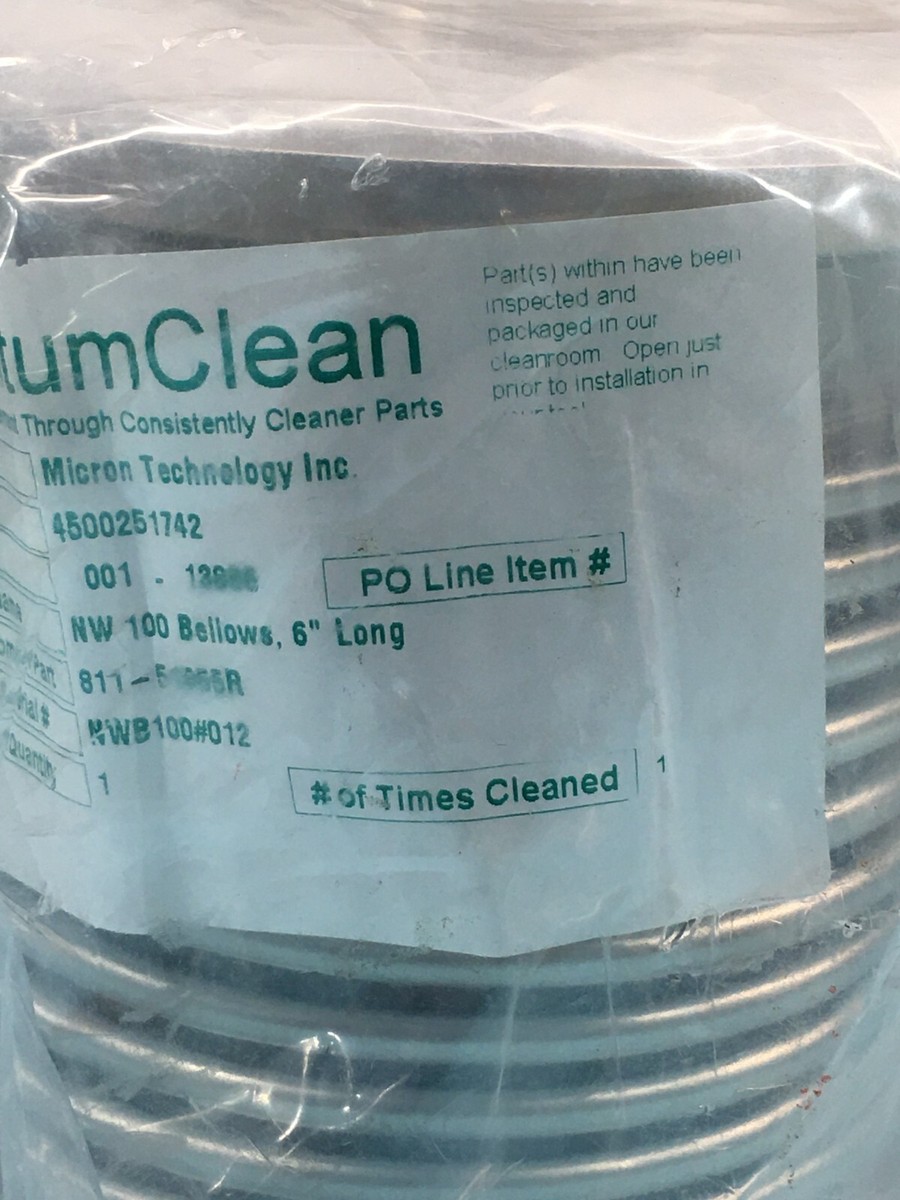 tumClean
Through Consistently Cleaner Parts
Part(s) within have been
inspected and
packaged in our
cleanroom Open just
prior to installation in
Micron Technology Inc.
4500251742
001 -
PO Line Item #
NW 100 Bellows, 6" Long
NWB100#012
Quantity
1
# of Times Cleaned
1